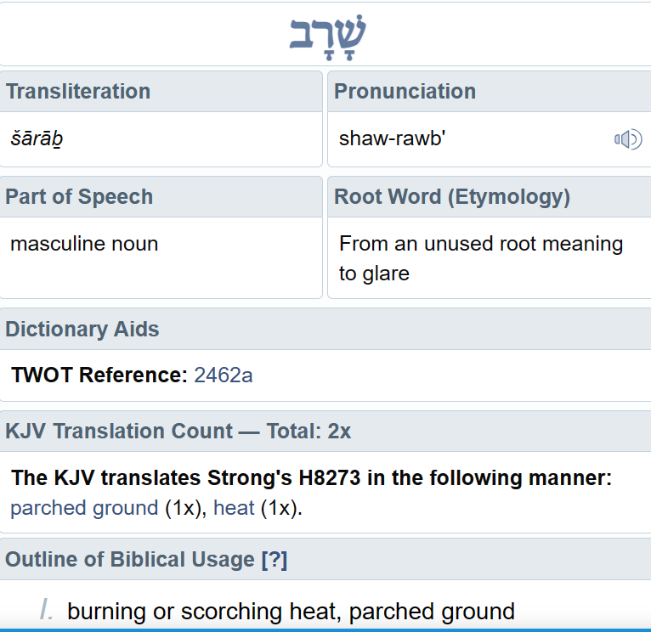 שָׁרָב
Transliteration
Pronunciation
šārāḇ
shaw-rawb'
Part of Speech
Root Word (Etymology)
masculine noun
From an unused root meaning
to glare
Dictionary Aids
TWOT Reference: 2462a
KJV Translation Count — Total: 2x
The KJV translates Strong's H8273 in the following manner:
parched ground (1x), heat (1x).
Outline of Biblical Usage [?]
I. burning or scorching heat, parched ground